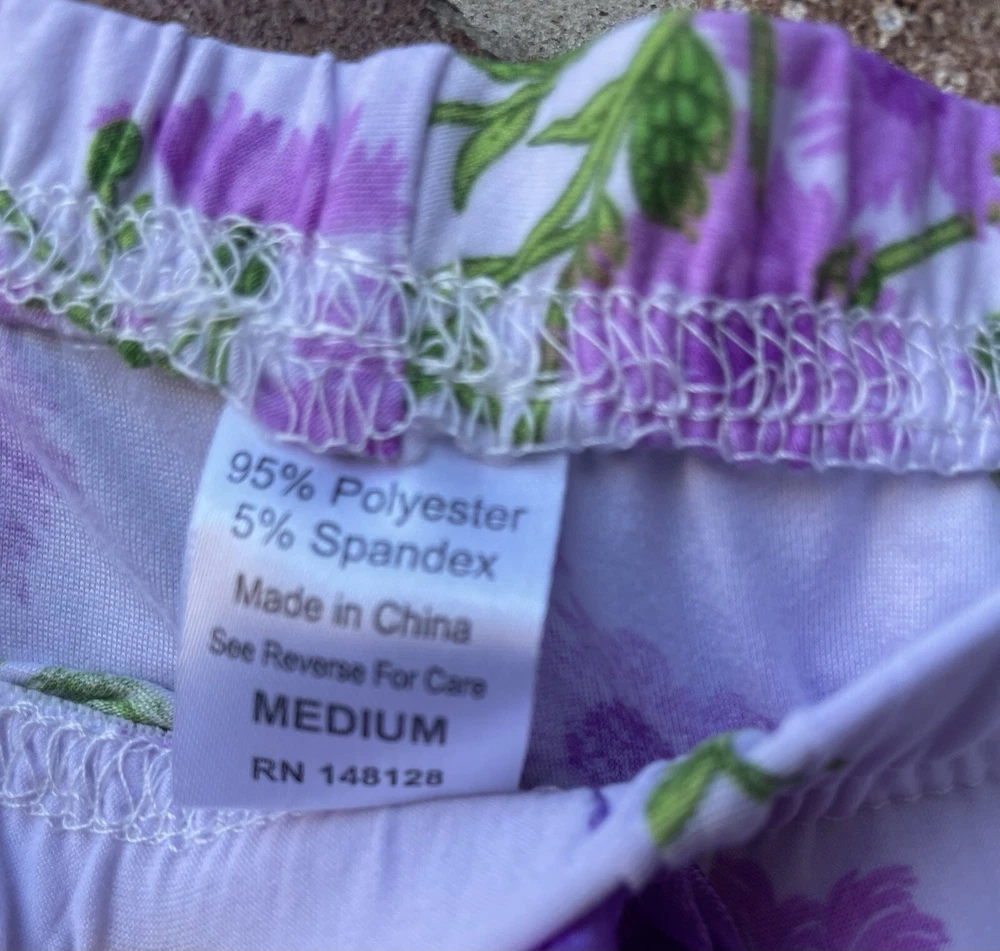 95% Polyester
5% Spandex
Made in China
See Reverse For Care
MEDIUM
RN 148128